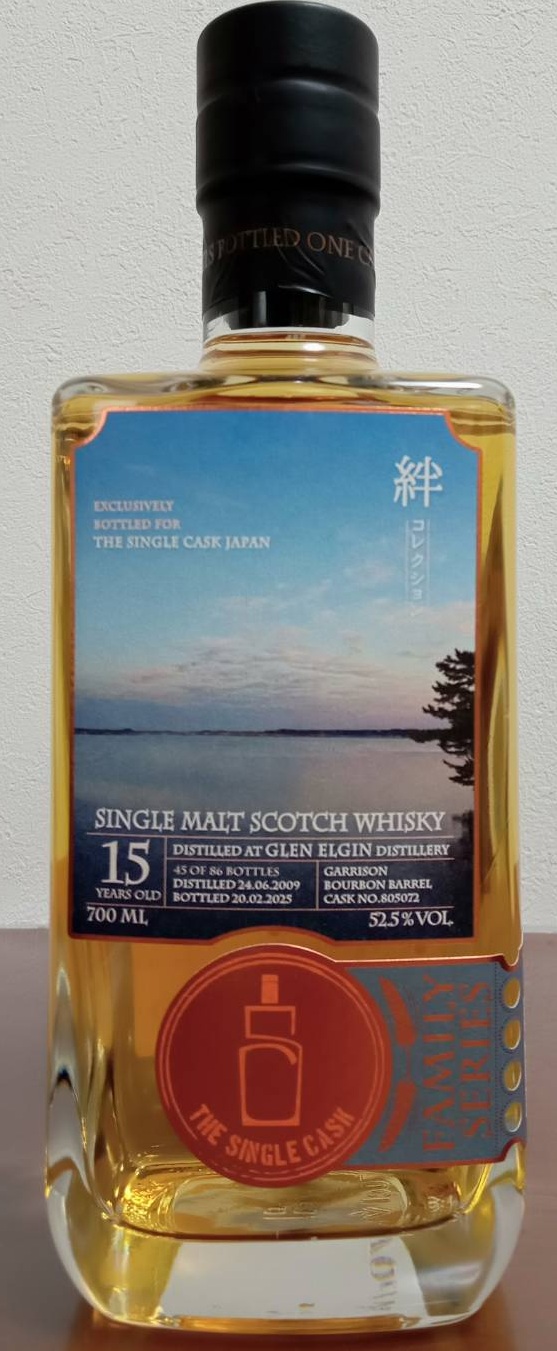 BOTTLED ONE
絆
コレクション
EXCLUSIVELY
BOTTLED FOR
THE SINGLE CASK JAPAN
SINGLE MALT SCOTCH WHISKY
15
YEARS OLD
DISTILLED AT GLEN ELGIN DISTILLERY
45 OF 86 BOTTLES
DISTILLED 24.06.2009
BOTTLED 20.02.2025
GARRISON
BOURBON BARREL
CASK NO.805072
700 ML
52.5% VOL.
THE SINGLE CASK
FAMILY
SERIES